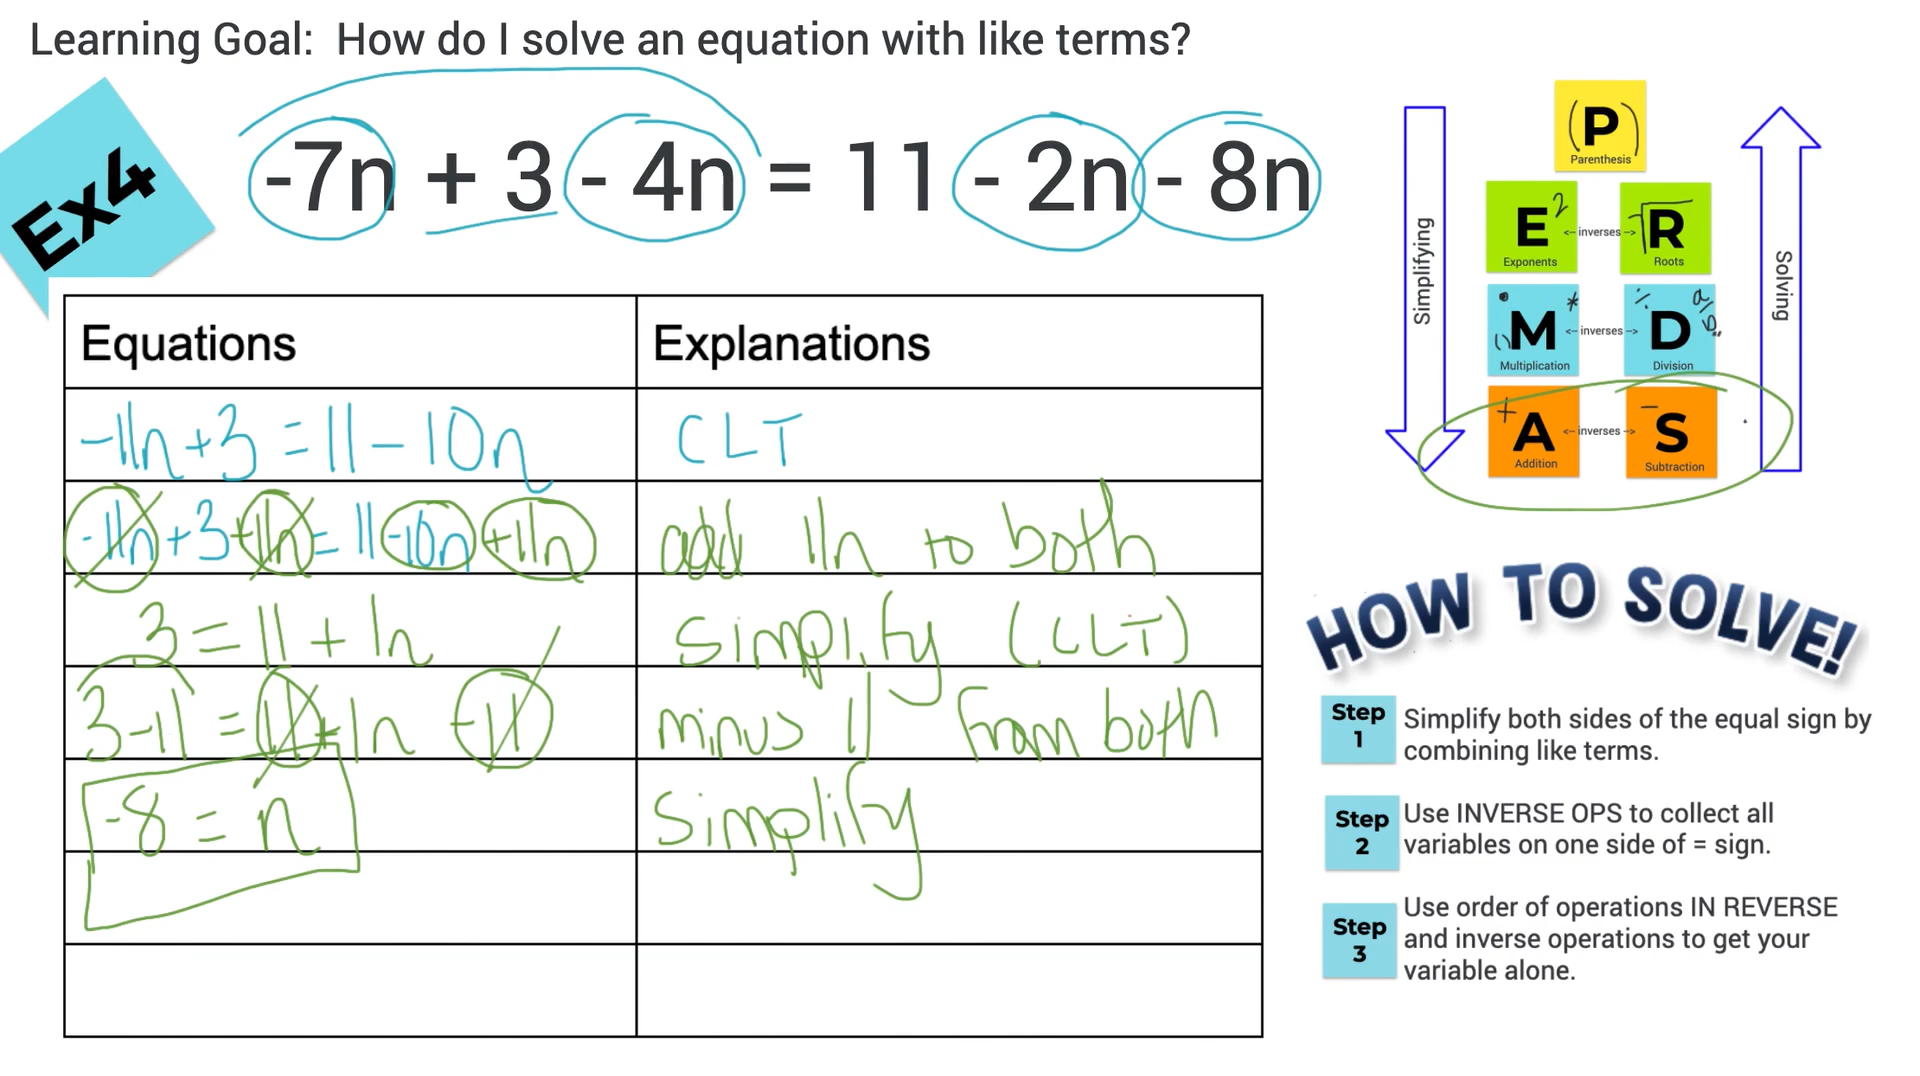 Learning Goal: How do I solve an equation with like terms?
Ex4
-7n + 3 - 4n = 11 - 2n - 8n
Equations Explanations
-11n + 3 = 11 - 10n CLT
-11n + 3 + 11n = 11 - 10n + 11n add 11n to both
3 = 11 + 1n Simplify (CLT)
3 - 11 = 11 + 1n - 11 minus 11 from both
-8 = n Simplify
Simplifying
(P)
Parenthesis
E 2 <-- inverses --> R
Exponents Roots
M * <-- inverses --> D
Multiplication Division
+ A <-- inverses --> - S
Addition Subtraction
Solving
HOW TO SOLVE!
Step 1 Simplify both sides of the equal sign by
combining like terms.
Step 2 Use INVERSE OPS to collect all
variables on one side of = sign.
Step 3 Use order of operations IN REVERSE
and inverse operations to get your
variable alone.